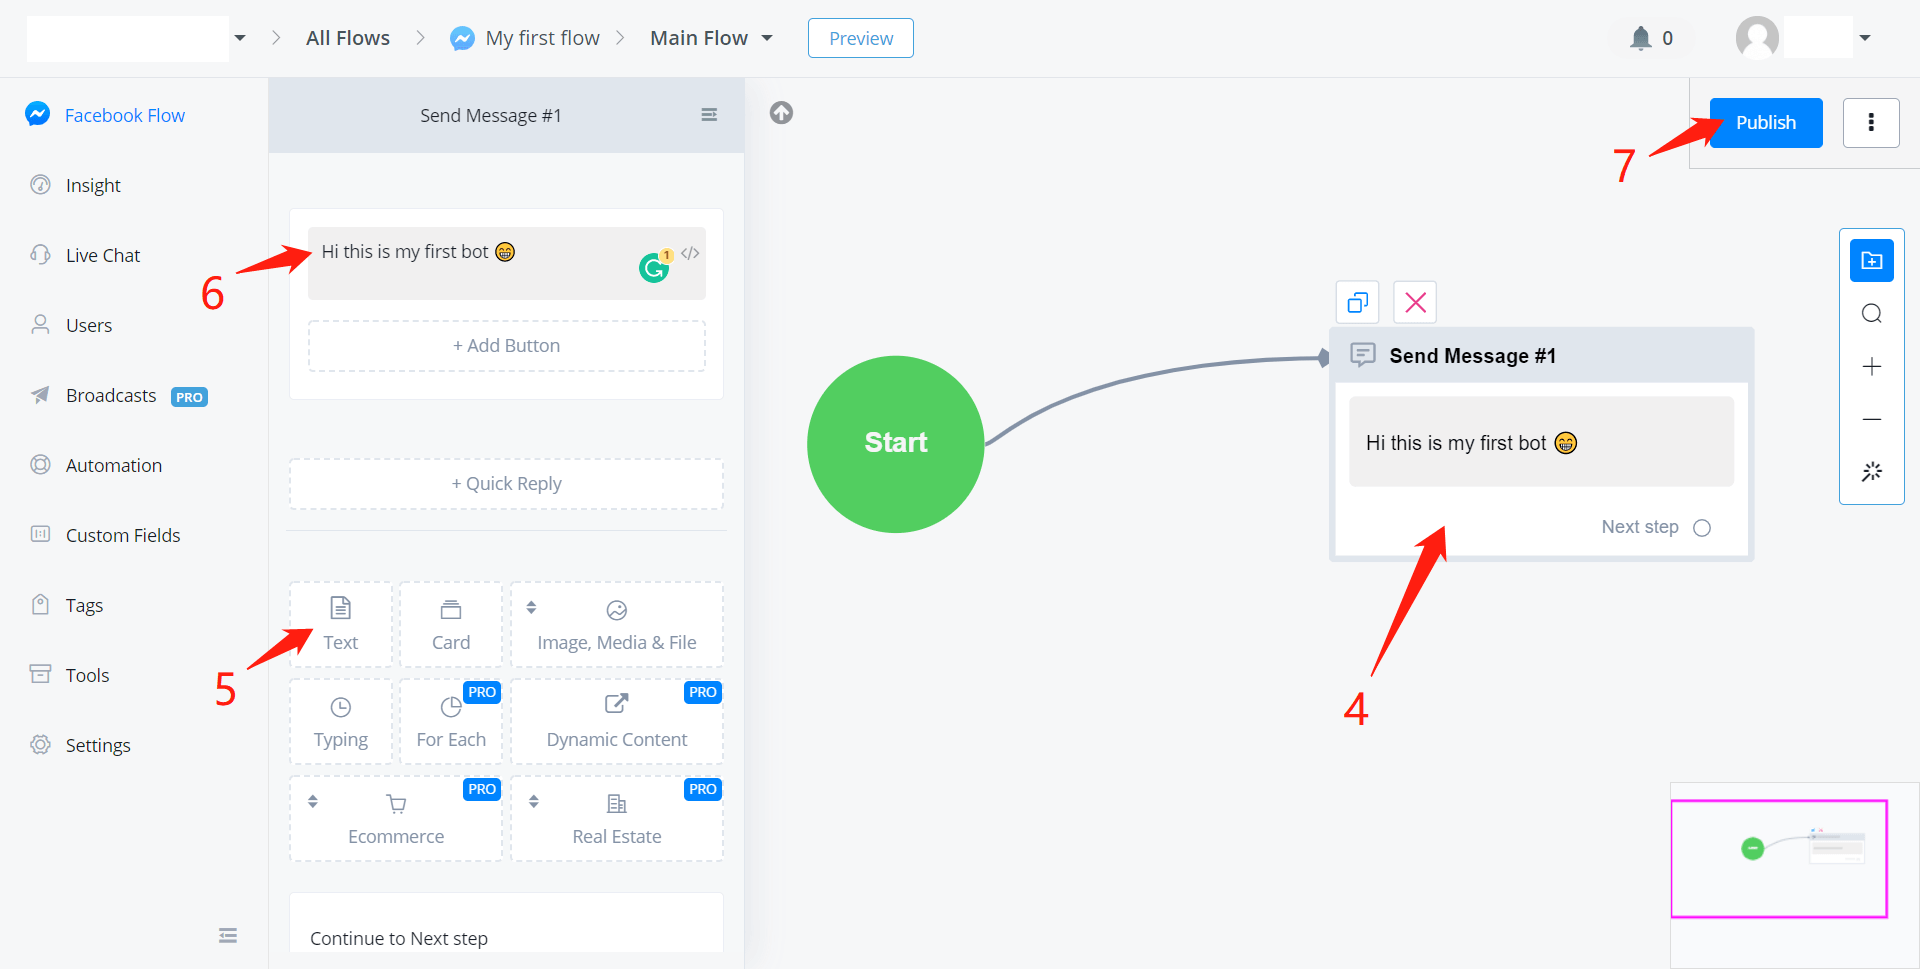 All Flows
My first flow
Main Flow
Preview
0
Facebook Flow
Insight
Live Chat
Users
Broadcasts PRO
Automation
Custom Fields
Tags
Tools
Settings
Send Message #1
Hi this is my first bot 😁
1
</>
6
+ Add Button
+ Quick Reply
Text
Card
Image, Media & File
5
Typing
PRO
For Each
PRO
Dynamic Content
PRO
Ecommerce
PRO
Real Estate
Continue to Next step
Publish
7
Start
Send Message #1
Hi this is my first bot 😁
Next step
4